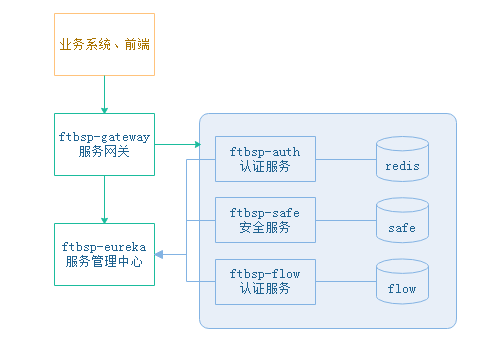 业务系统、前端
ftbsp-gateway
服务网关
ftbsp-eureka
服务管理中心
ftbsp-auth
认证服务
redis
ftbsp-safe
安全服务
safe
ftbsp-flow
认证服务
flow